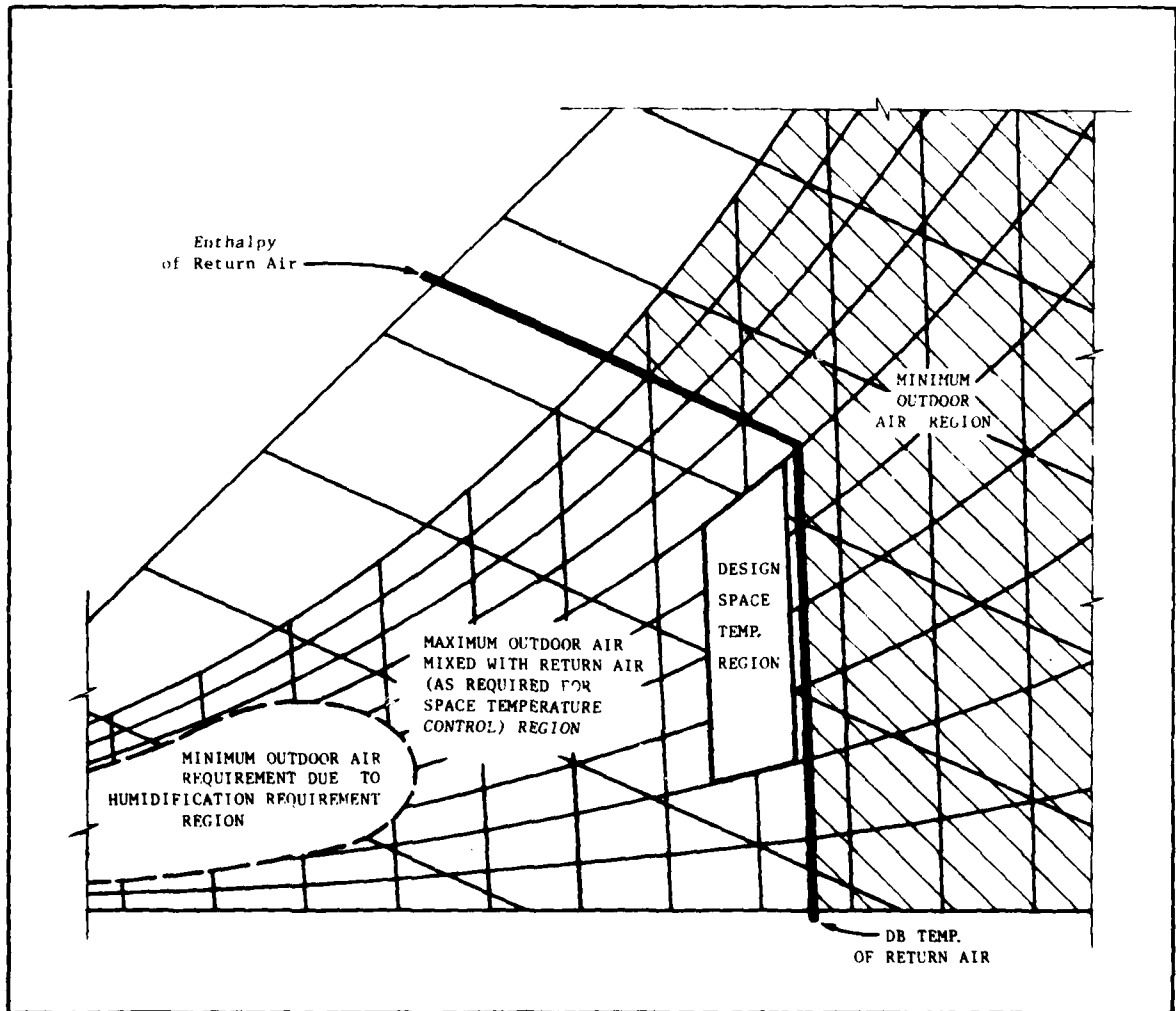 Enthalpy
of Return Air
MINIMUM
OUTDOOR
AIR REGION
DESIGN
SPACE
TEMP.
REGION
MAXIMUM OUTDOOR AIR
MIXED WITH RETURN AIR
(AS REQUIRED FOR
SPACE TEMPERATURE
CONTROL) REGION
MINIMUM OUTDOOR AIR
REQUIREMENT DUE TO
HUMIDIFICATION REQUIREMENT
REGION
DB TEMP.
OF RETURN AIR